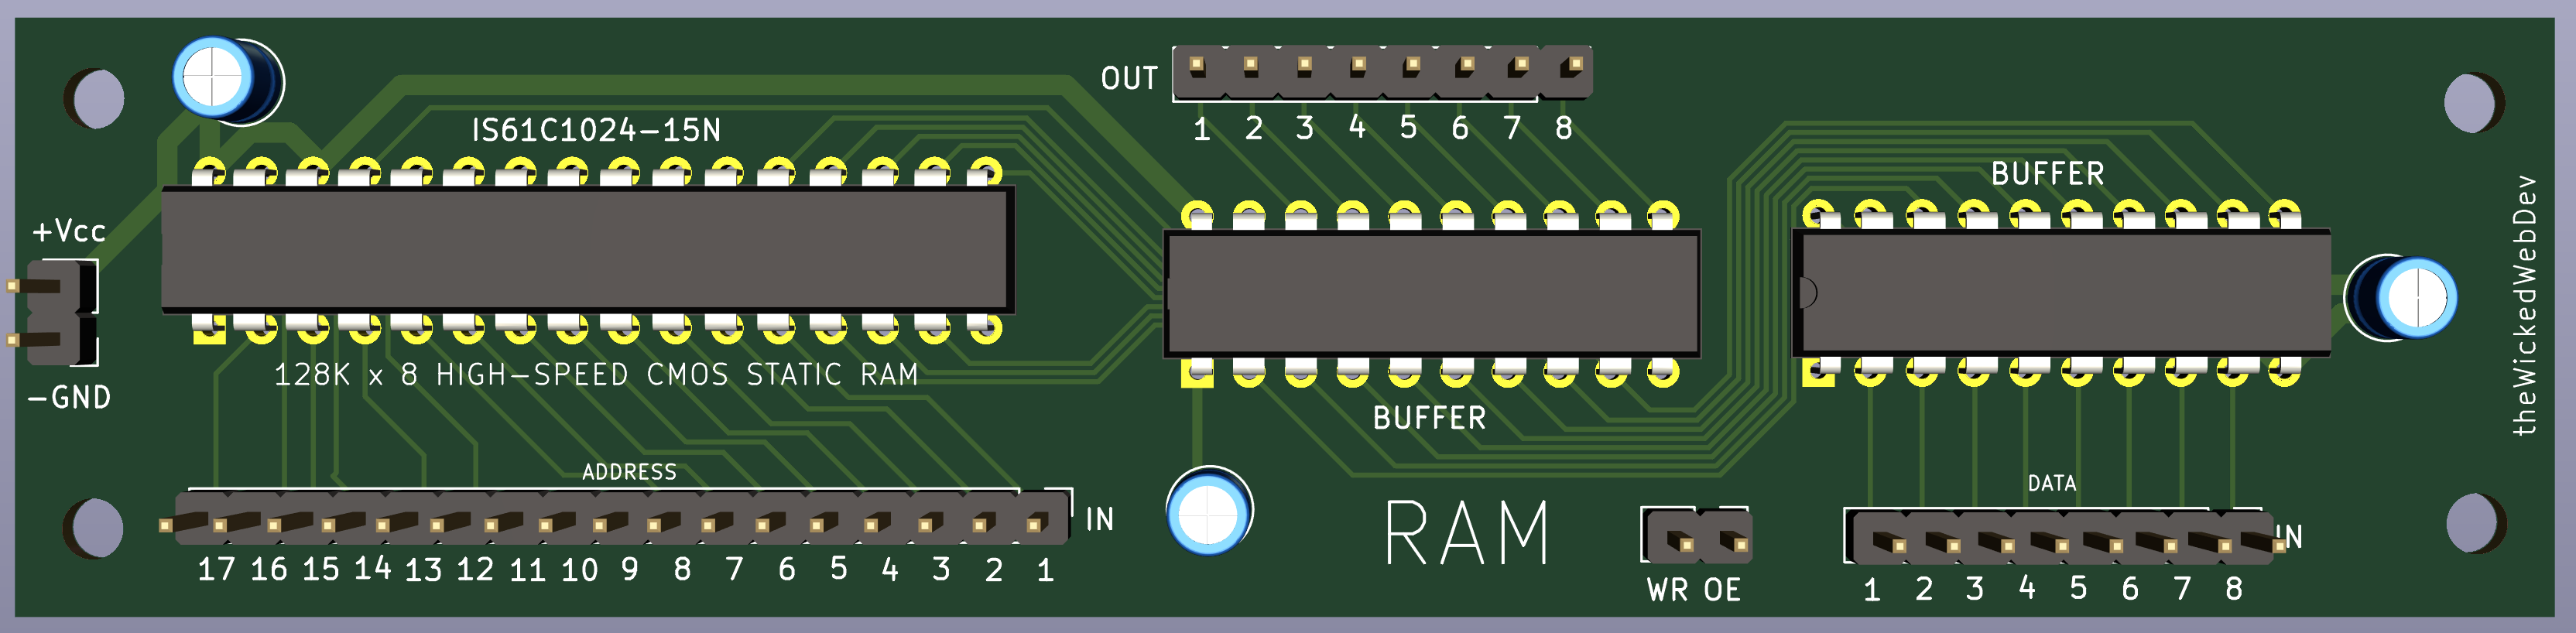 OUT
1 2 3 4 5 6 7 8
IS61C1024-15N
BUFFER
+Vcc
-GND
128K x 8 HIGH-SPEED CMOS STATIC RAM
BUFFER
theWickedWebDev
ADDRESS
IN
17 16 15 14 13 12 11 10 9 8 7 6 5 4 3 2 1
RAM
WR OE
DATA
IN
1 2 3 4 5 6 7 8